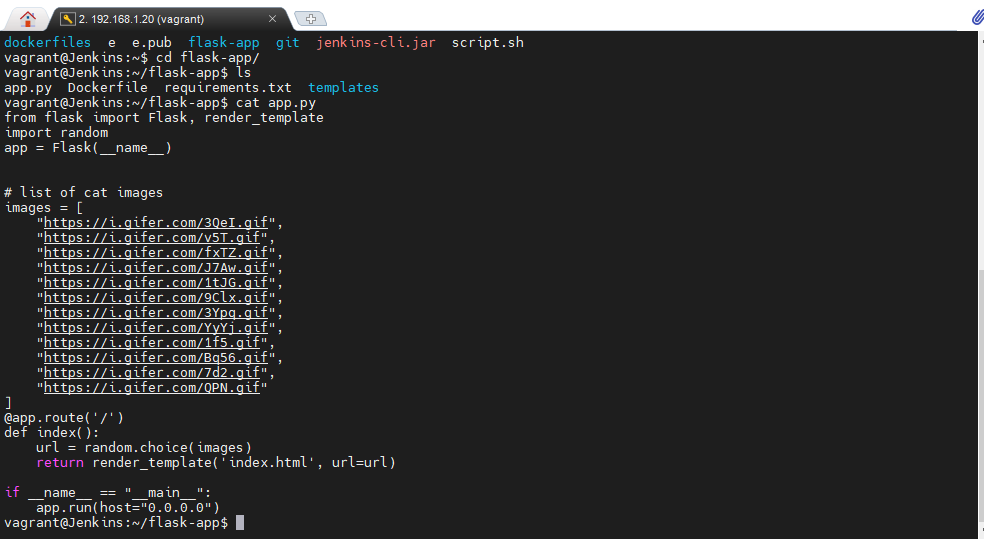 2. 192.168.1.20 (vagrant)
dockerfiles e e.pub flask-app git jenkins-cli.jar script.sh
vagrant@Jenkins:~$ cd flask-app/
vagrant@Jenkins:~/flask-app$ ls
app.py Dockerfile requirements.txt templates
vagrant@Jenkins:~/flask-app$ cat app.py
from flask import Flask, render_template
import random
app = Flask(__name__)
# list of cat images
images = [
    "https://i.gifer.com/3QeI.gif",
    "https://i.gifer.com/v5T.gif",
    "https://i.gifer.com/fxTZ.gif",
    "https://i.gifer.com/J7Aw.gif",
    "https://i.gifer.com/1tJG.gif",
    "https://i.gifer.com/9Clx.gif",
    "https://i.gifer.com/3Ypq.gif",
    "https://i.gifer.com/YyYj.gif",
    "https://i.gifer.com/1f5.gif",
    "https://i.gifer.com/Bq56.gif",
    "https://i.gifer.com/7d2.gif",
    "https://i.gifer.com/QPN.gif"
]
@app.route('/')
def index():
    url = random.choice(images)
    return render_template('index.html', url=url)
if __name__ == "__main__":
    app.run(host="0.0.0.0")
vagrant@Jenkins:~/flask-app$